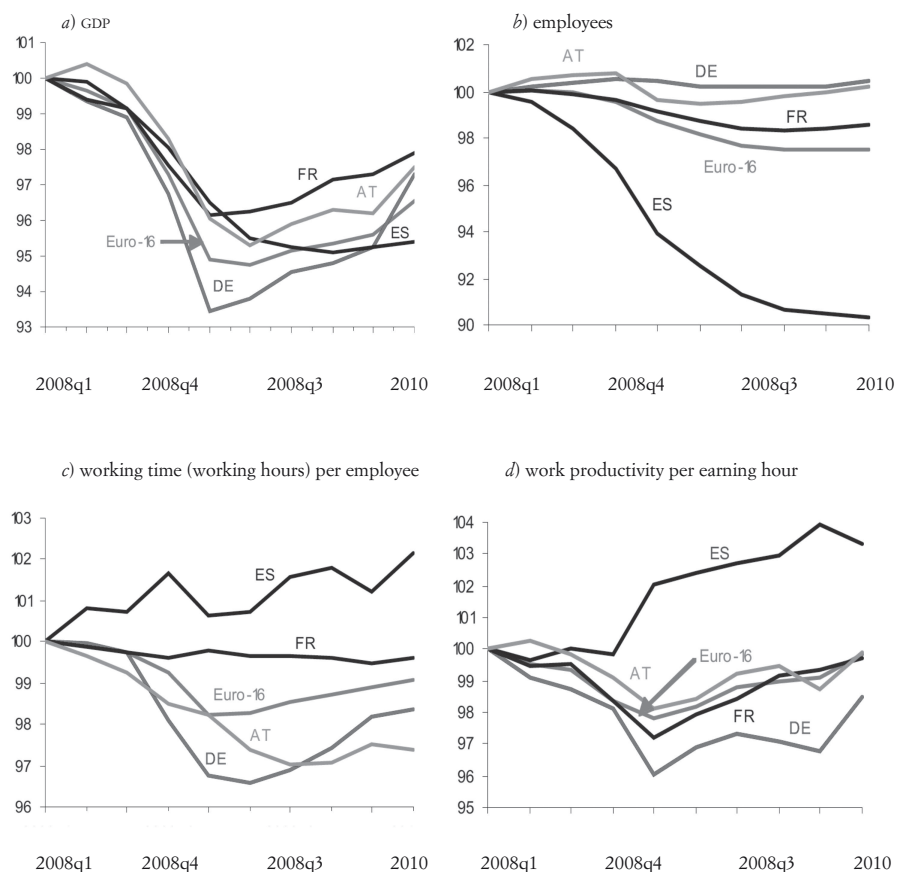 a) GDP
101
100
99
98
97
96
95
94
93
FR
AT
ES
Euro-16
DE
2008q1 2008q4 2008q3 2010
b) employees
102
100
98
96
94
92
90
AT
DE
FR
Euro-16
ES
2008q1 2008q4 2008q3 2010
c) working time (working hours) per employee
103
102
101
100
99
98
97
96
ES
FR
Euro-16
AT
DE
2008q1 2008q4 2008q3 2010
d) work productivity per earning hour
104
103
102
101
100
99
98
97
96
95
ES
AT
Euro-16
FR
DE
2008q1 2008q4 2008q3 2010